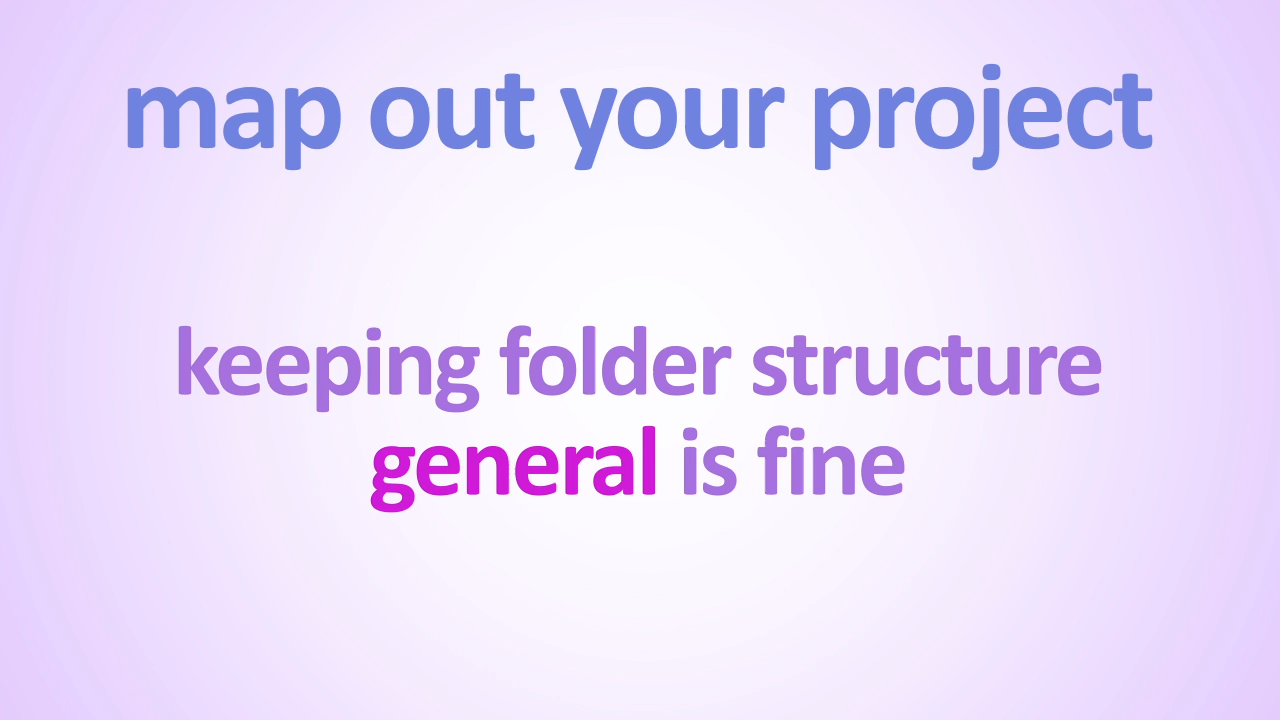 map out your project
keeping folder structure
general is fine